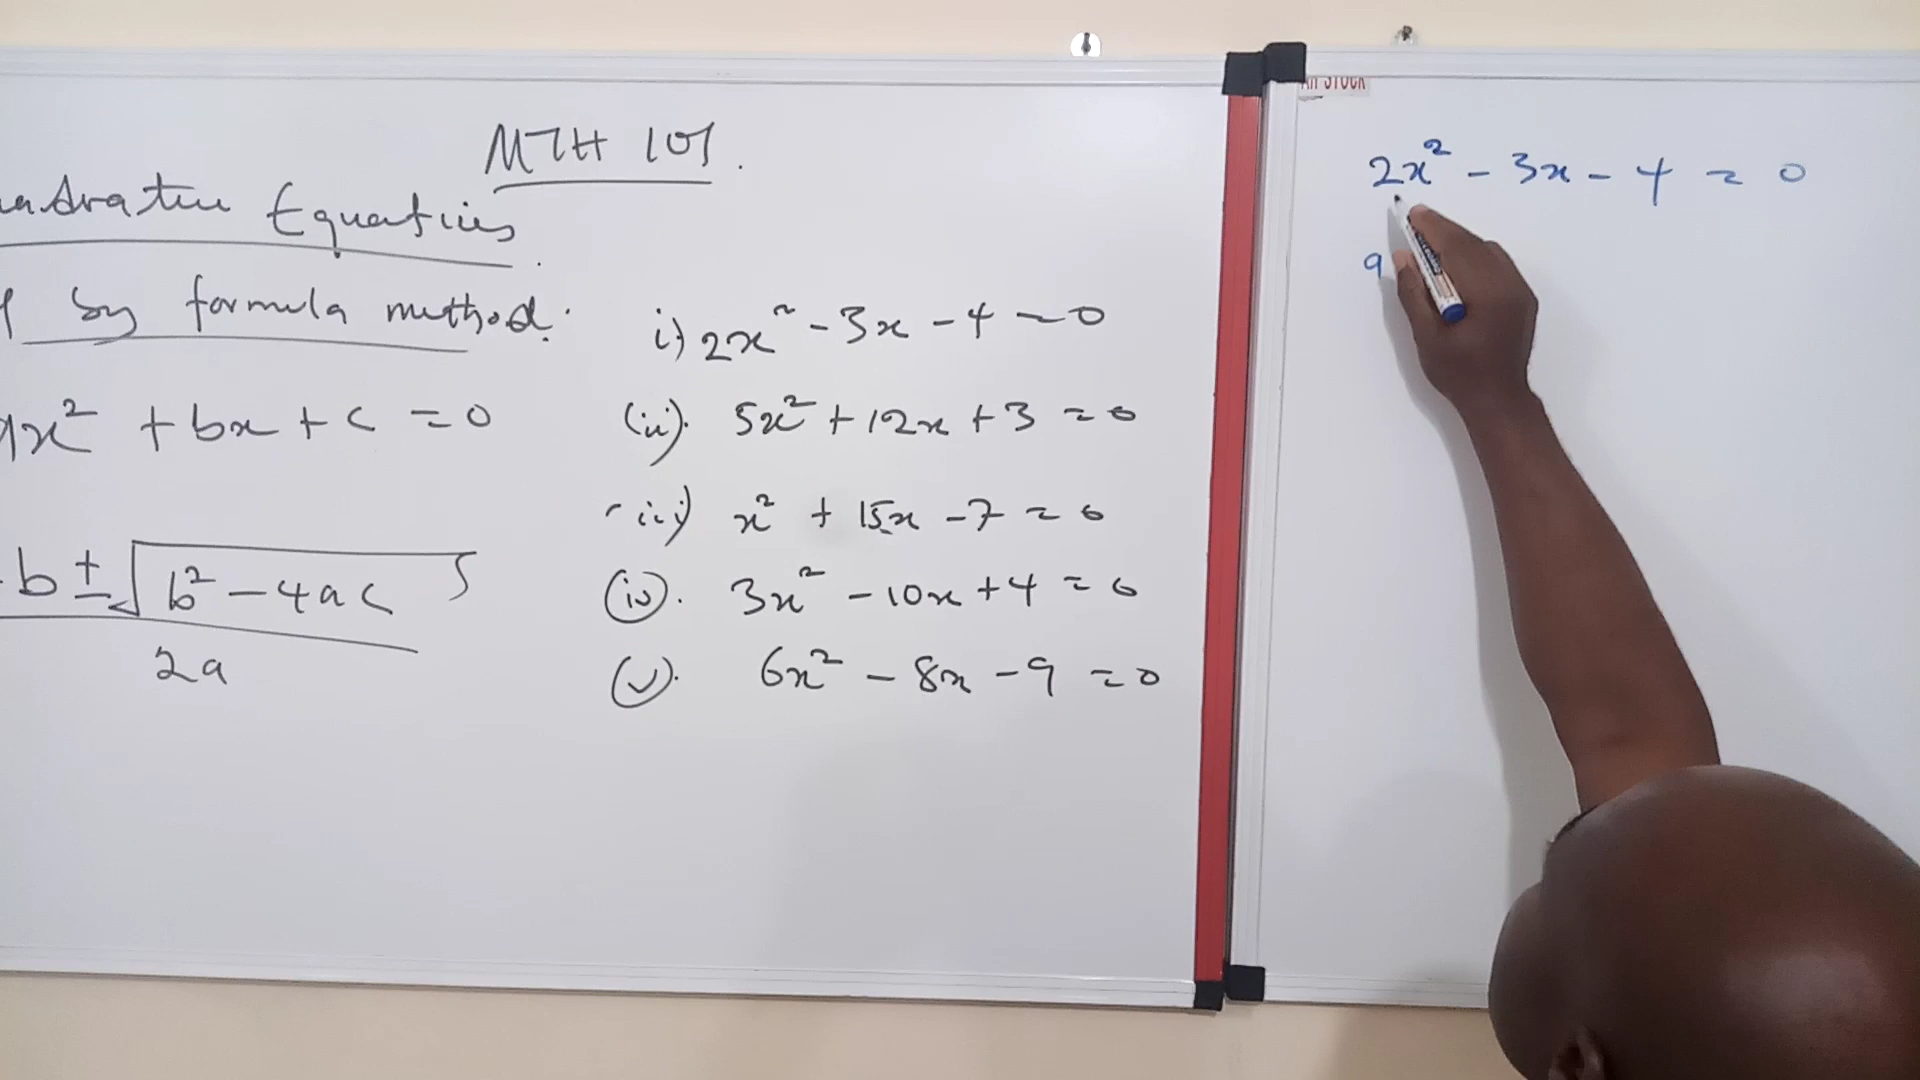 MTH 101.
Equations.
by formula method.
x² + bx + c = 0
b ± √b² - 4ac
2a
i) 2x² - 3x - 4 = 0
(ii). 5x² + 12x + 3 = 0
iii) x² + 15x - 7 = 0
(iv). 3x² - 10x + 4 = 0
(v). 6x² - 8x - 9 = 0
STOCK
2x² - 3x - 4 = 0
a